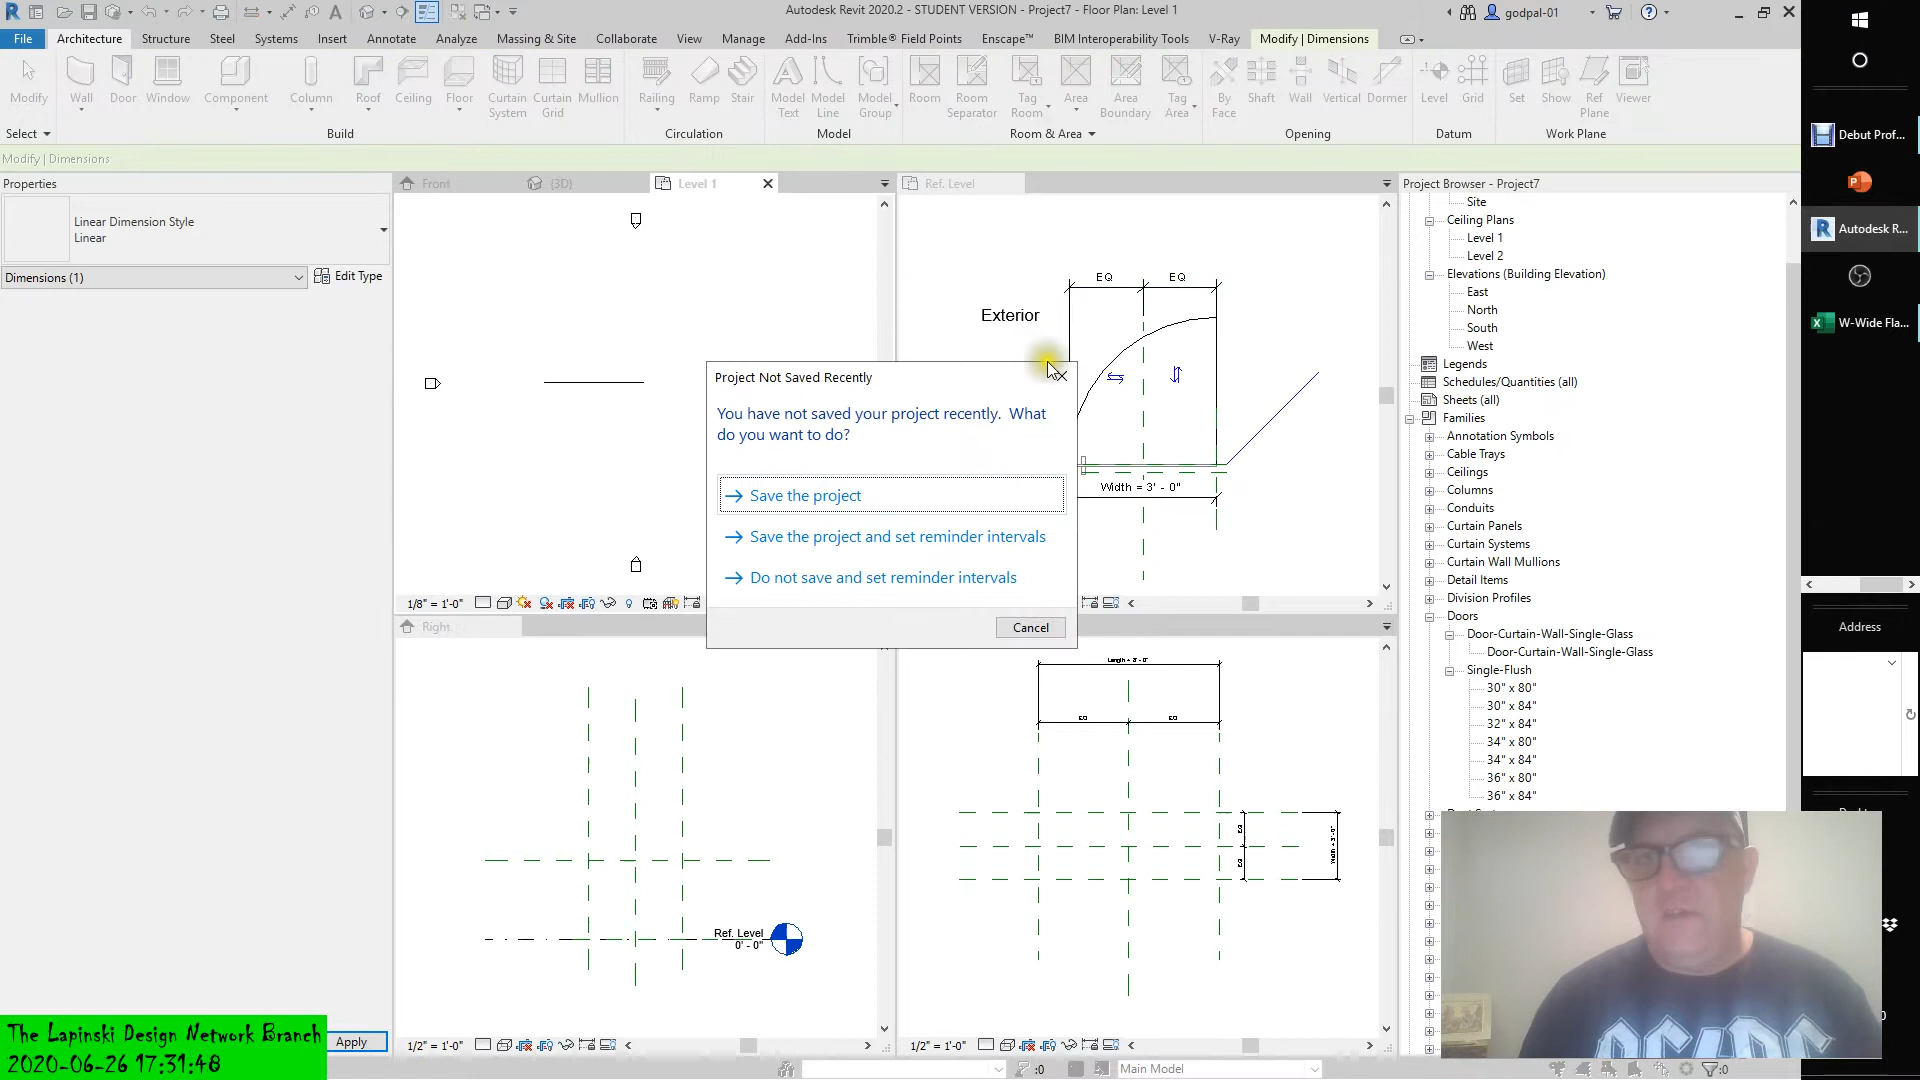 Autodesk Revit 2020.2 - STUDENT VERSION - Project7 - Floor Plan: Level 1
godpal-01
File Architecture Structure Steel Systems Insert Annotate Analyze Massing & Site Collaborate View Manage Add-Ins Trimble® Field Points Enscape™ BIM Interoperability Tools V-Ray Modify | Dimensions
Modify Wall Door Window Component Column Roof Ceiling Floor Curtain System Curtain Grid Mullion Railing Ramp Stair Model Text Model Line Model Group Room Room Separator Tag Room Area Area Boundary Tag Area By Face Shaft Wall Vertical Dormer Level Grid Set Show Ref Plane Viewer
Select Build Circulation Model Room & Area Opening Datum Work Plane
Modify | Dimensions
Properties
Linear Dimension Style
Linear
Dimensions (1)
Edit Type
Apply
Front (3D) Level 1
Ref. Level
EQ EQ
Exterior
Width = 3' - 0"
1/8" = 1'-0"
Project Not Saved Recently
You have not saved your project recently. What
do you want to do?
Save the project
Save the project and set reminder intervals
Do not save and set reminder intervals
Cancel
Right
Ref. Level
0' - 0"
1/2" = 1'-0"
EQ EQ
EQ
EQ
Width = 3'-0"
1/2" = 1'-0"
:0
Main Model
:0
Project Browser - Project7
Site
Ceiling Plans
Level 1
Level 2
Elevations (Building Elevation)
East
North
South
West
Legends
Schedules/Quantities (all)
Sheets (all)
Families
Annotation Symbols
Cable Trays
Ceilings
Columns
Conduits
Curtain Panels
Curtain Systems
Curtain Wall Mullions
Detail Items
Division Profiles
Doors
Door-Curtain-Wall-Single-Glass
Door-Curtain-Wall-Single-Glass
Single-Flush
30" x 80"
30" x 84"
32" x 84"
34" x 80"
34" x 84"
36" x 80"
36" x 84"
Debut Prof...
Autodesk R...
W-Wide Fla...
Address
AC/DC
The Lapinski Design Network Branch
2020-06-26 17:31:48